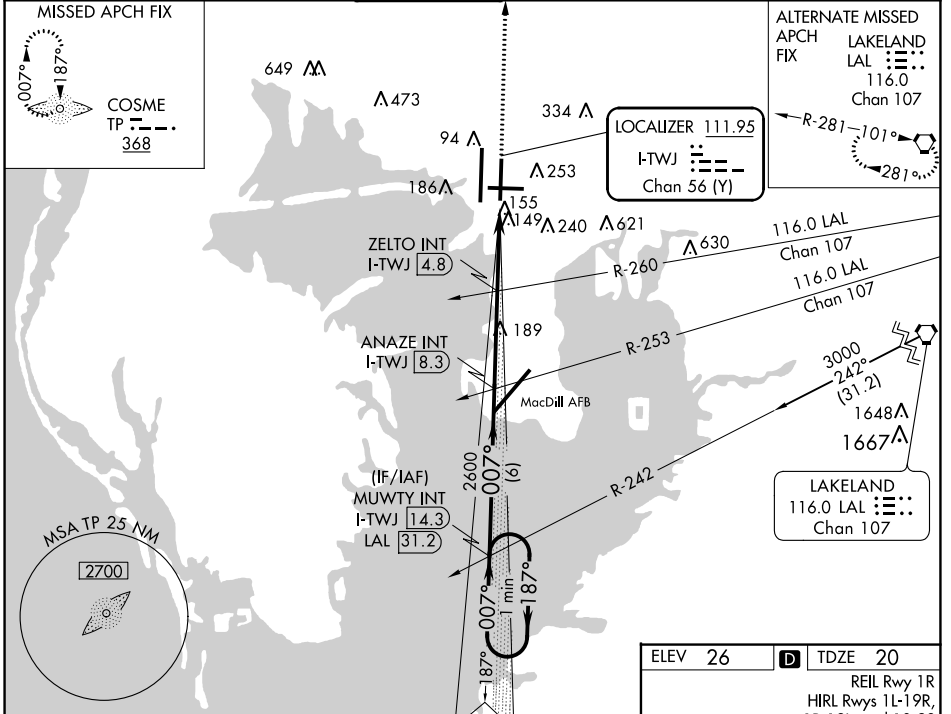 MISSED APCH FIX
007°
187°
COSME
TP
368
649
473
334
94
186
253
155
149
240
621
630
189
LOCALIZER 111.95
I-TWJ
Chan 56 (Y)
ALTERNATE MISSED
APCH
FIX
LAKELAND
LAL
116.0
Chan 107
R-281
101°
281°
116.0 LAL
Chan 107
R-260
116.0 LAL
Chan 107
R-253
ZELTO INT
I-TWJ 4.8
ANAZE INT
I-TWJ 8.3
MacDill AFB
3000
242°
(31.2)
1648
1667
R-242
LAKELAND
116.0 LAL
Chan 107
2600
007°
(6)
(IF/IAF)
MUWTY INT
I-TWJ 14.3
LAL 31.2
007°
1 min
187°
187°
MSA TP 25 NM
2700
ELEV 26
D
TDZE 20
REIL Rwy 1R
HIRL Rwys 1L-19R,